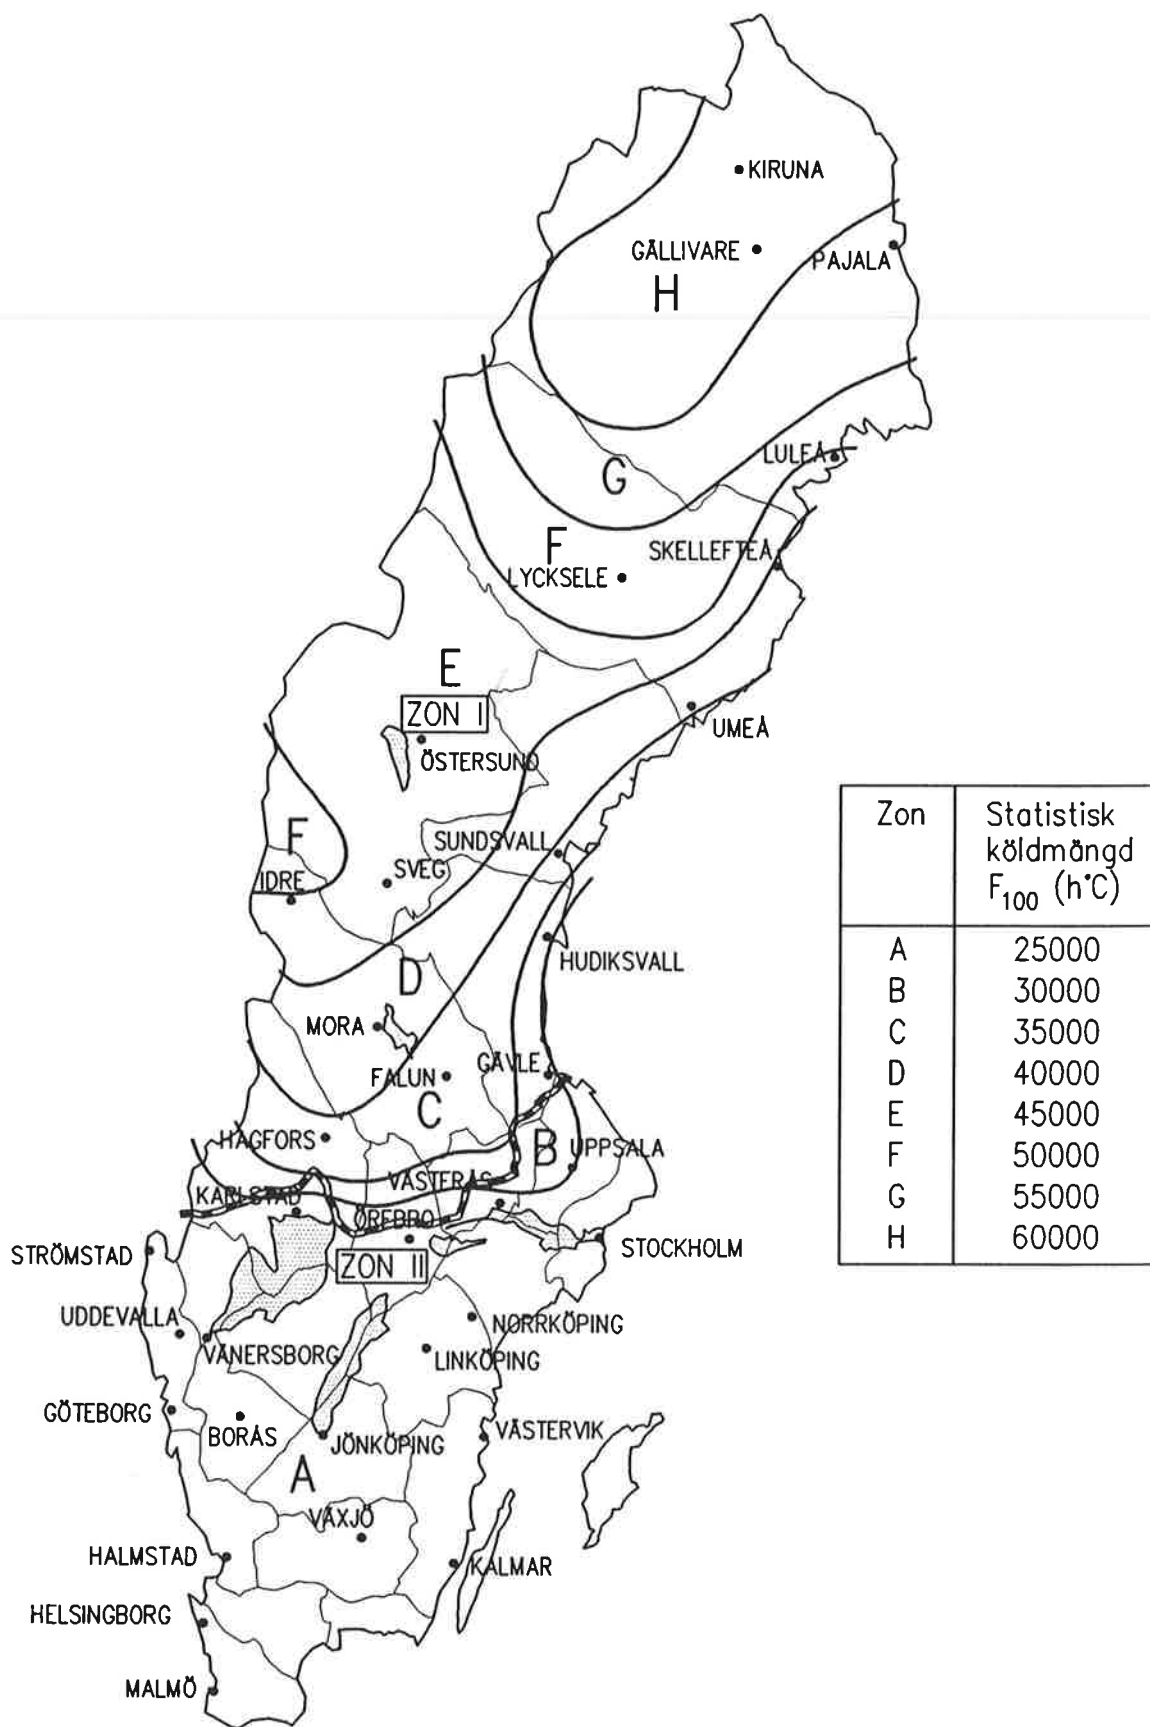 KIRUNA
GÄLLIVARE
PAJALA
H
LULEÅ
G
F
SKELLEFTEÅ
LYCKSELE
E
ZON I
UMEÅ
ÖSTERSUND
F
SUNDSVALL
IDRE
SVEG
HUDIKSVALL
D
MORA
GÄVLE
FALUN
C
HAGFORS
B
UPPSALA
VÄSTERÅS
KARLSTAD
ÖREBRO
STOCKHOLM
STRÖMSTAD
ZON II
UDDEVALLA
NORRKÖPING
VÄNERSBORG
LINKÖPING
GÖTEBORG
BORÅS
JÖNKÖPING
VÄSTERVIK
A
VÄXJÖ
HALMSTAD
KALMAR
HELSINGBORG
MALMÖ
Zon Statistisk
köldmängd
F100 (h°C)
A 25000
B 30000
C 35000
D 40000
E 45000
F 50000
G 55000
H 60000